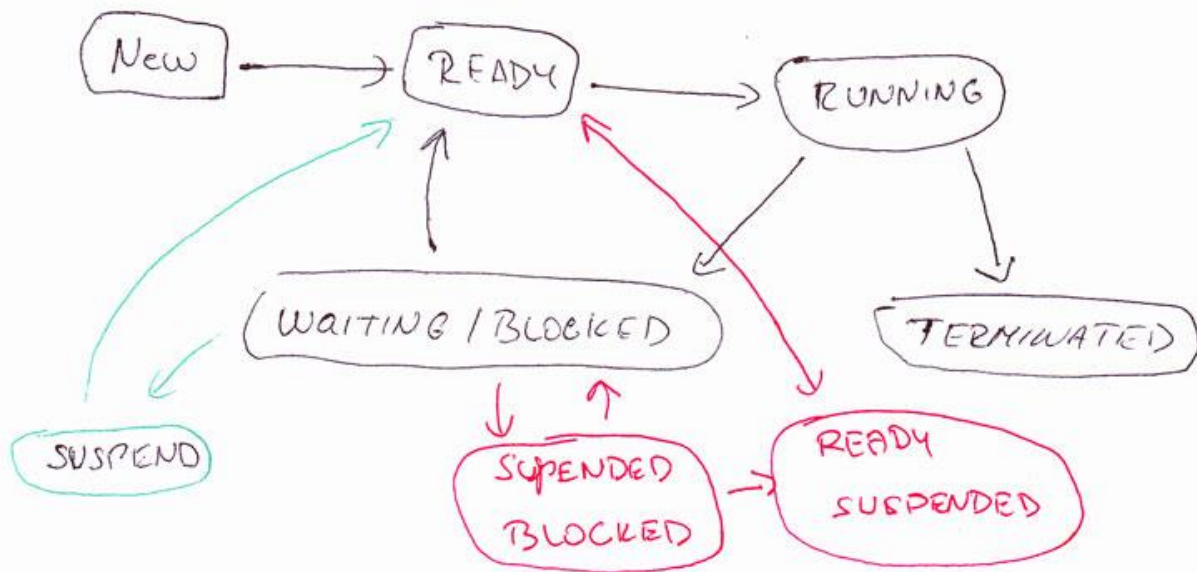 New
READY
RUNNING
WAITING / BLOCKED
TERMINATED
SUSPEND
SUPENDED
BLOCKED
READY
SUSPENDED